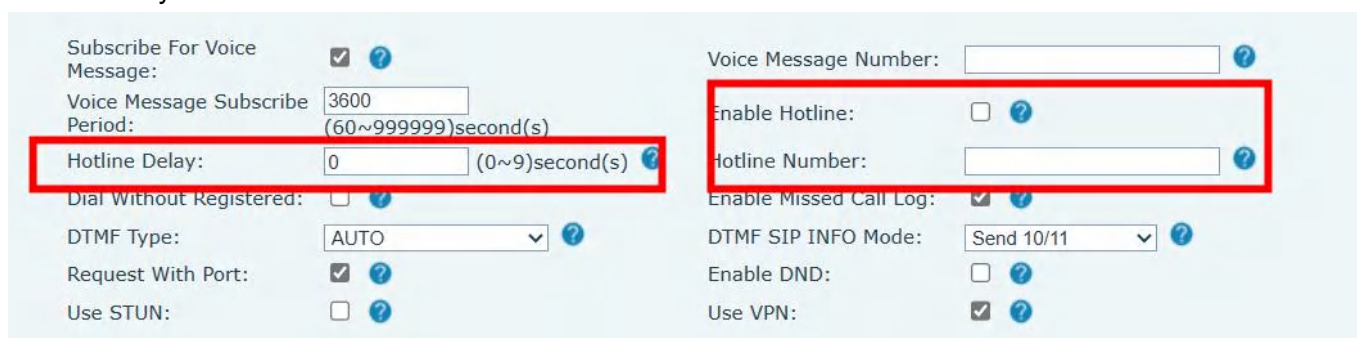 Subscribe For Voice
Message:
Voice Message Number:
Voice Message Subscribe
Period:
3600
(60~999999)second(s)
Enable Hotline:
Hotline Delay:
0
(0~9)second(s)
Hotline Number:
Dial Without Registered:
Enable Missed Call Log:
DTMF Type:
AUTO
DTMF SIP INFO Mode:
Send 10/11
Request With Port:
Enable DND:
Use STUN:
Use VPN: